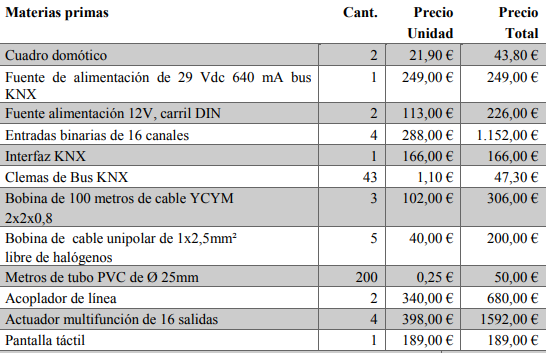 Materias primas Cant. Precio Unidad Precio Total
Cuadro domótico 2 21,90 € 43,80 €
Fuente de alimentación de 29 Vdc 640 mA bus
KNX 1 249,00 € 249,00 €
Fuente alimentación 12V, carril DIN 2 113,00 € 226,00 €
Entradas binarias de 16 canales 4 288,00 € 1.152,00 €
Interfaz KNX 1 166,00 € 166,00 €
Clemas de Bus KNX 43 1,10 € 47,30 €
Bobina de 100 metros de cable YCYM
2x2x0,8 3 102,00 € 306,00 €
Bobina de cable unipolar de 1x2,5mm²
libre de halógenos 5 40,00 € 200,00 €
Metros de tubo PVC de Ø 25mm 200 0,25 € 50,00 €
Acoplador de línea 2 340,00 € 680,00 €
Actuador multifunción de 16 salidas 4 398,00 € 1592,00 €
Pantalla táctil 1 189,00 € 189,00 €